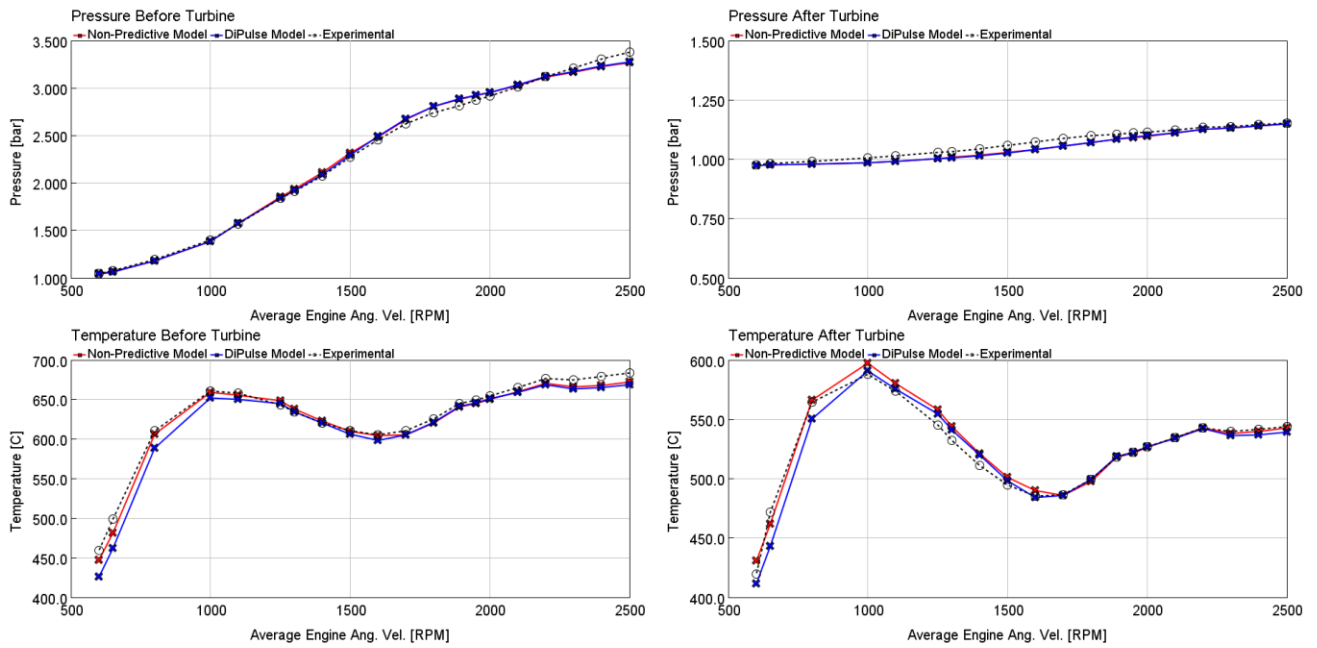 Pressure Before Turbine
Non-Predictive Model DiPulse Model Experimental
3.500
3.000
2.500
2.000
1.500
1.000
Pressure [bar]
500 1000 1500 2000 2500
Average Engine Ang. Vel. [RPM]
Pressure After Turbine
Non-Predictive Model DiPulse Model Experimental
1.500
1.250
1.000
0.750
0.500
Pressure [bar]
500 1000 1500 2000 2500
Average Engine Ang. Vel. [RPM]
Temperature Before Turbine
Non-Predictive Model DiPulse Model Experimental
700.0
650.0
600.0
550.0
500.0
450.0
400.0
Temperature [C]
500 1000 1500 2000 2500
Average Engine Ang. Vel. [RPM]
Temperature After Turbine
Non-Predictive Model DiPulse Model Experimental
600.0
550.0
500.0
450.0
400.0
Temperature [C]
500 1000 1500 2000 2500
Average Engine Ang. Vel. [RPM]